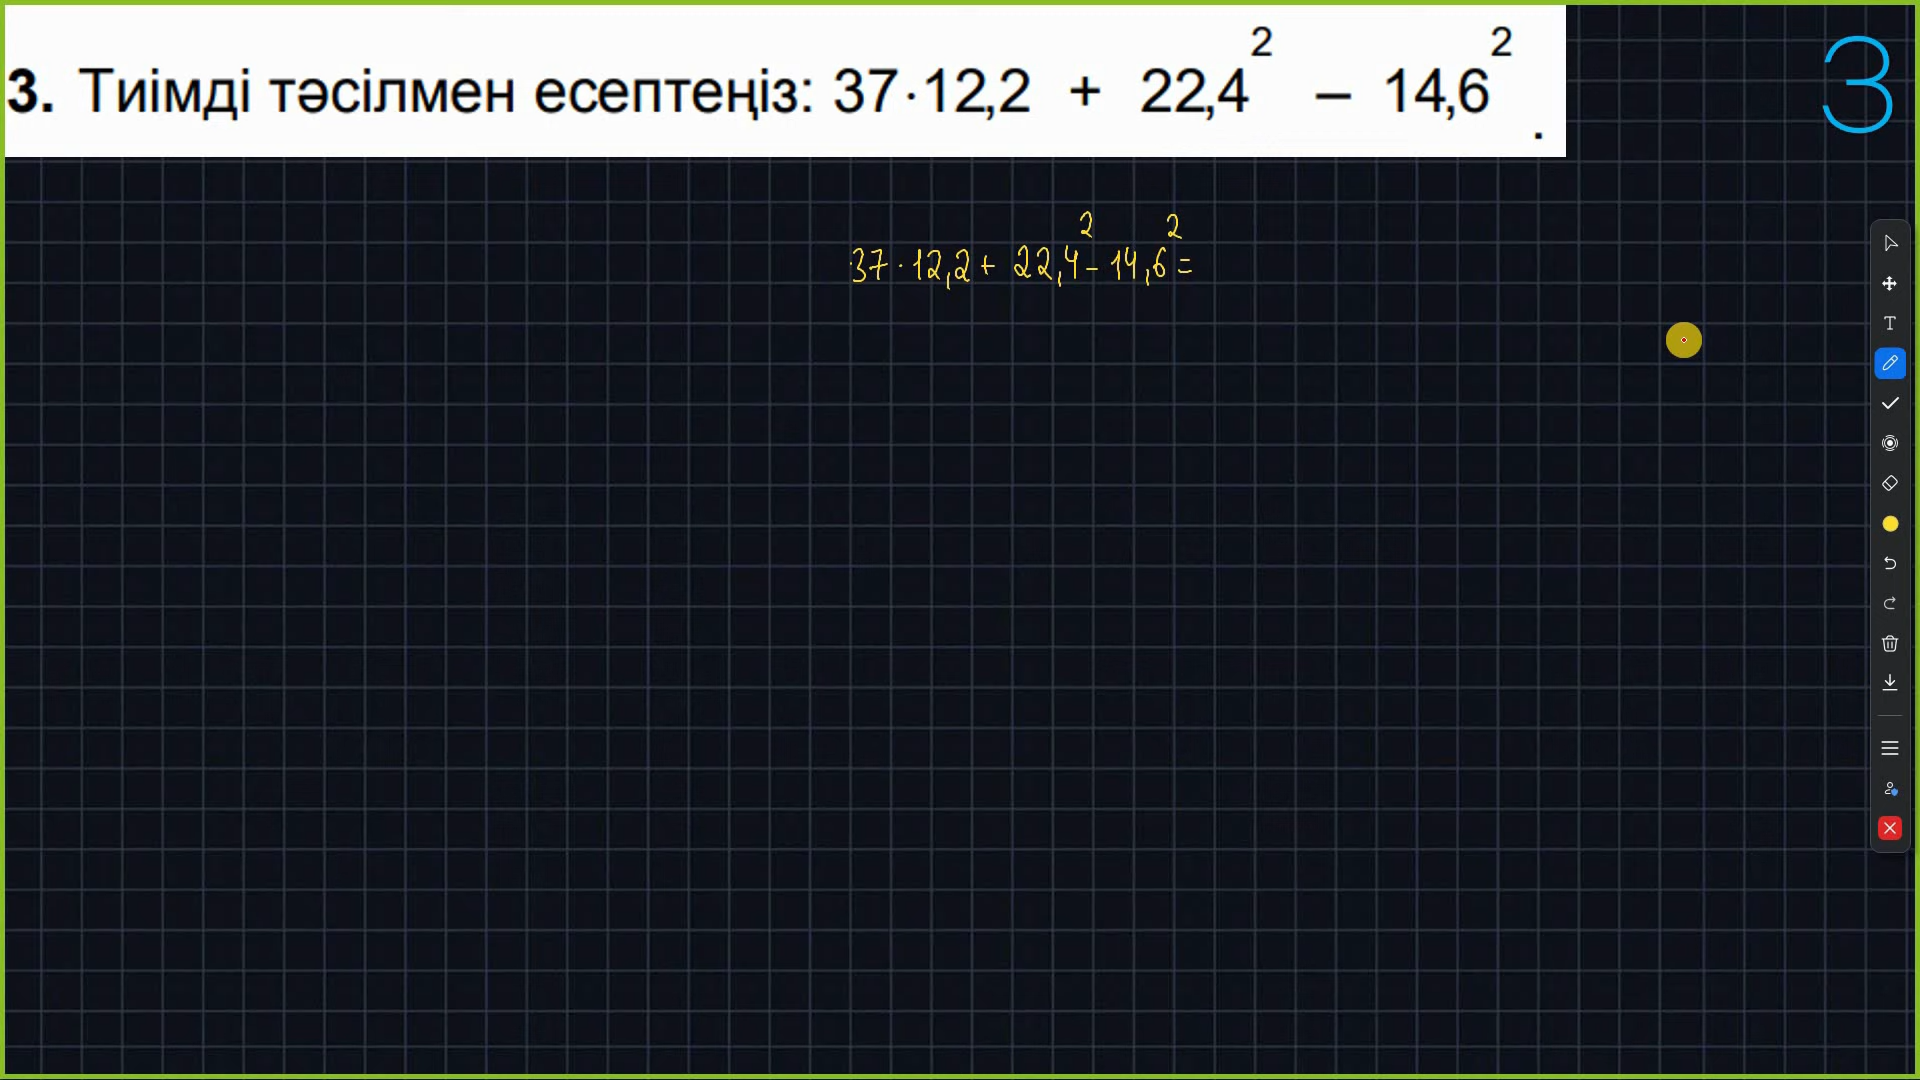 3. Тиімді тәсілмен есептеңіз: 37·12,2 + 22,4² – 14,6².
3
37·12,2+ 22,4²– 14,6²=
T